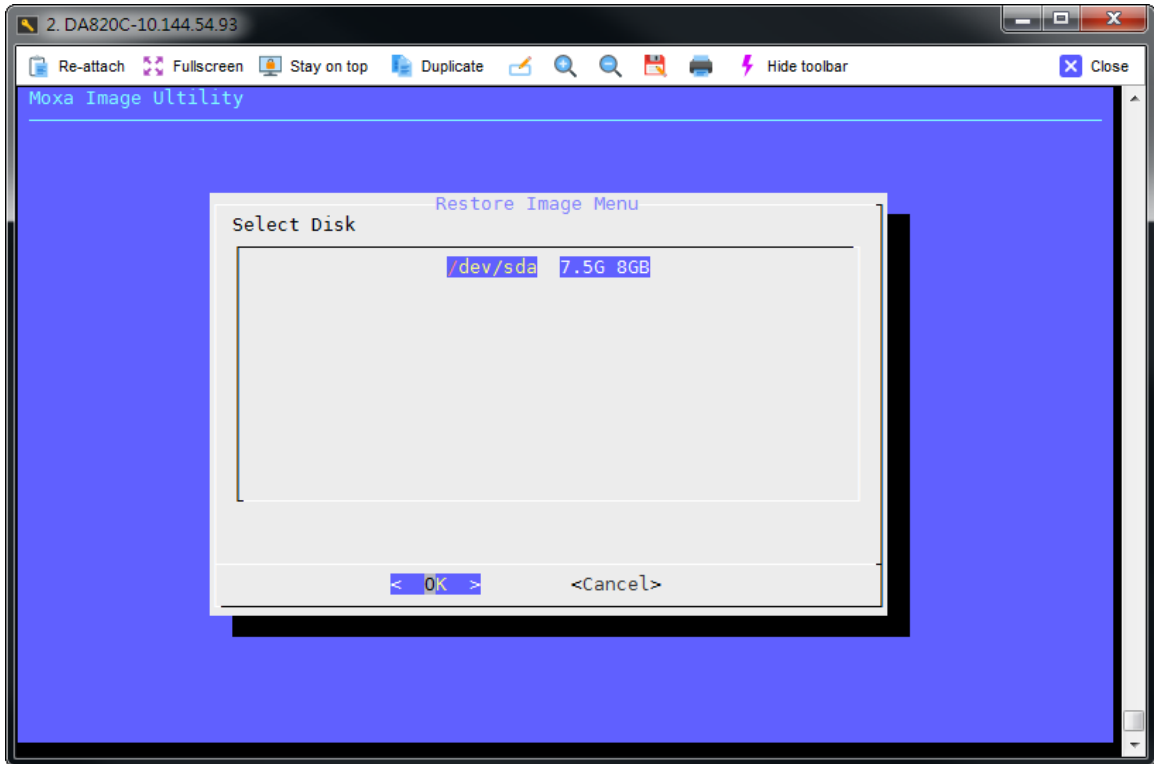 2. DA820C-10.144.54.93
Re-attach Fullscreen Stay on top Duplicate Hide toolbar Close
Moxa Image Ultility
Restore Image Menu
Select Disk
/dev/sda 7.5G 8GB
< OK > <Cancel>